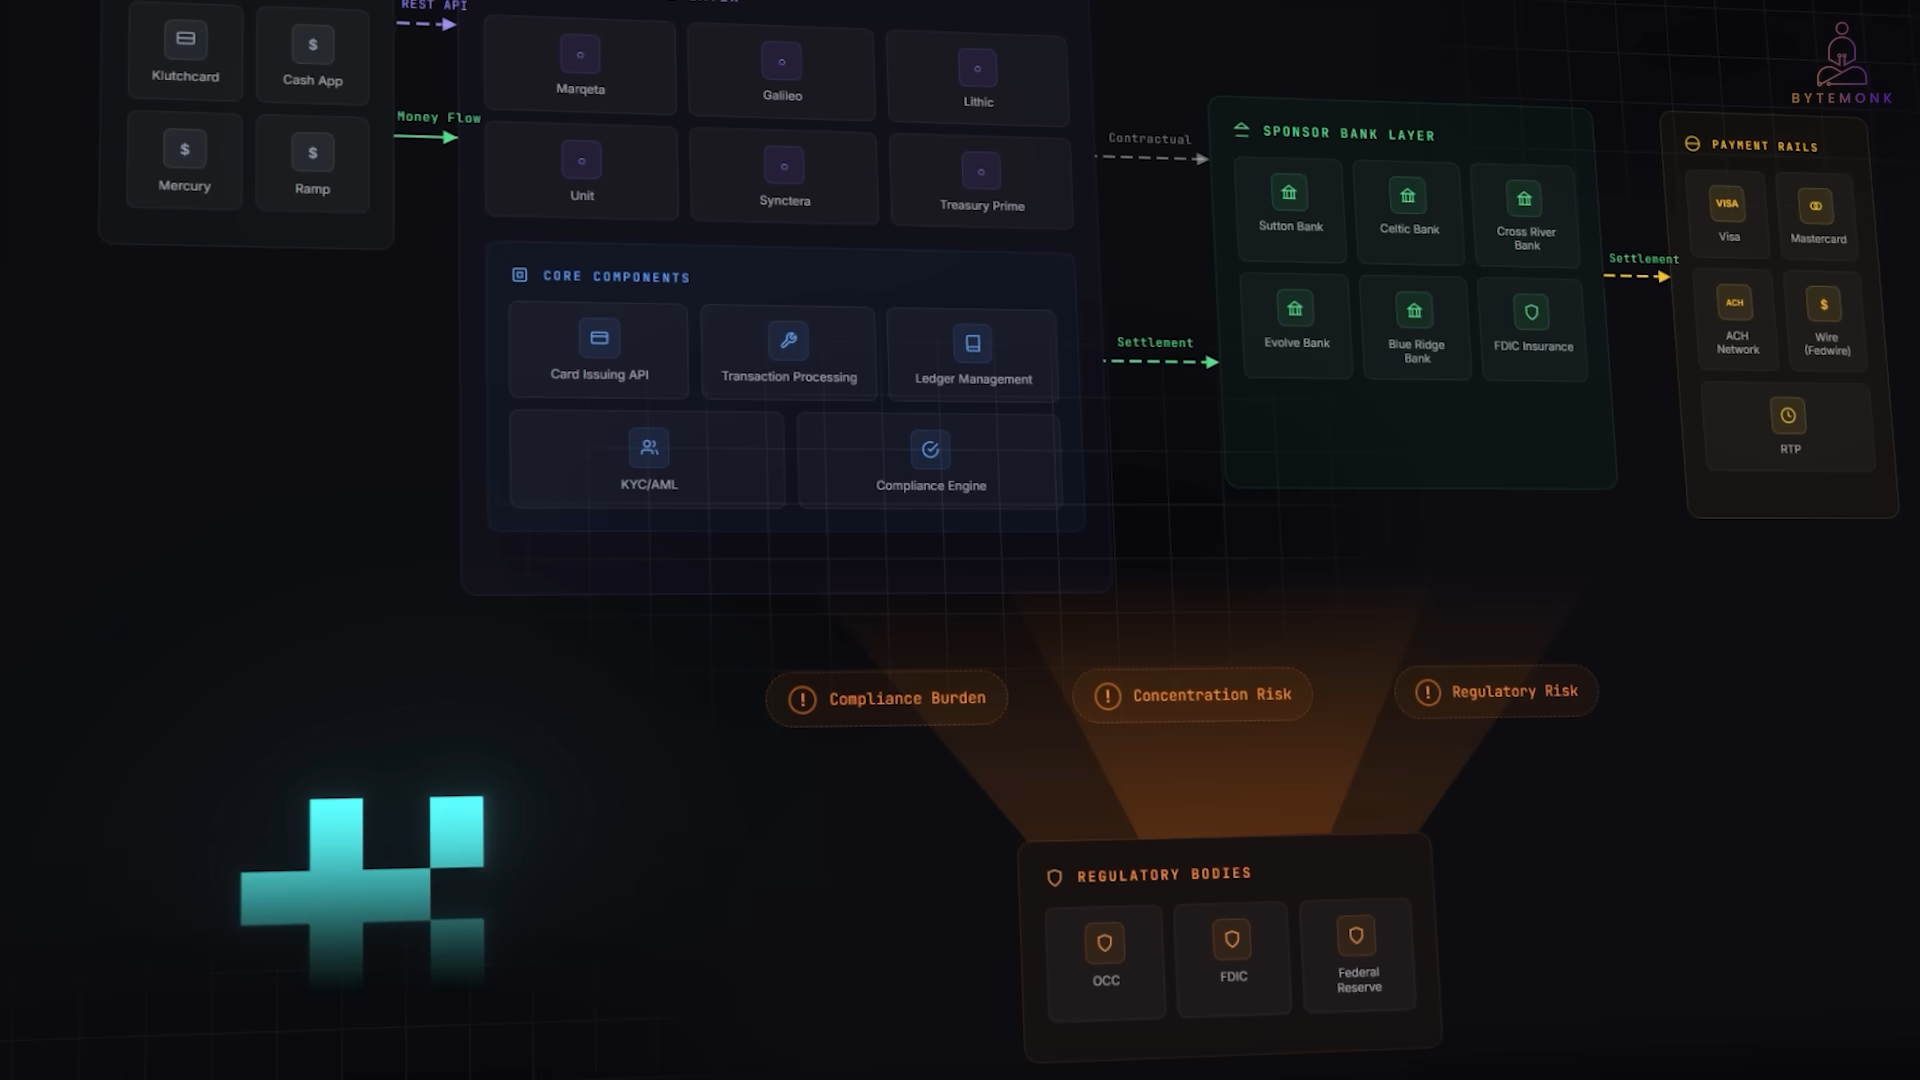 REST API
Klutchcard
$
Cash App
$
Mercury
$
Ramp
Money Flow
Marqeta
Galileo
Lithic
Unit
Synctera
Treasury Prime
CORE COMPONENTS
Card Issuing API
Transaction Processing
Ledger Management
KYC/AML
Compliance Engine
Contractual
Settlement
SPONSOR BANK LAYER
Sutton Bank
Celtic Bank
Cross River
Bank
Evolve Bank
Blue Ridge
Bank
FDIC Insurance
Settlement
BYTEMONK
PAYMENT RAILS
VISA
Visa
Mastercard
ACH
ACH
Network
$
Wire
(Fedwire)
RTP
! Compliance Burden
! Concentration Risk
! Regulatory Risk
REGULATORY BODIES
OCC
FDIC
Federal
Reserve